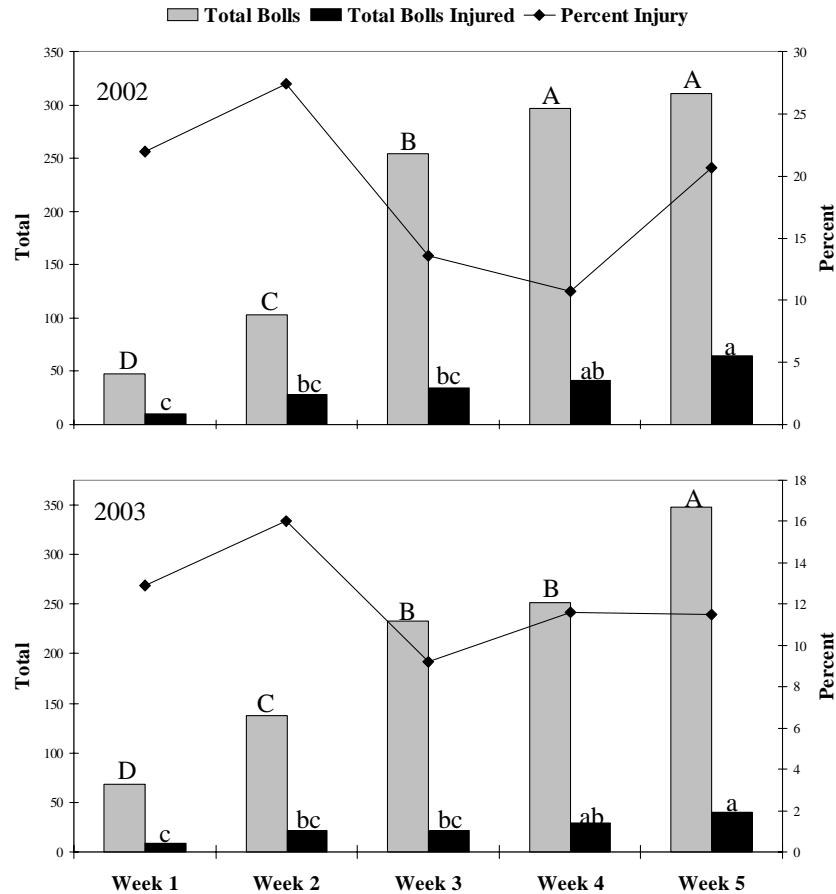 Total Bolls Total Bolls Injured Percent Injury
350
300
250
200
150
100
50
0
Total
30
25
20
15
10
5
0
Percent
2002
D
c
C
bc
B
bc
A
ab
A
a
350
300
250
200
150
100
50
0
Total
18
16
14
12
10
8
6
4
2
0
Percent
2003
D
c
C
bc
B
bc
B
ab
A
a
Week 1 Week 2 Week 3 Week 4 Week 5